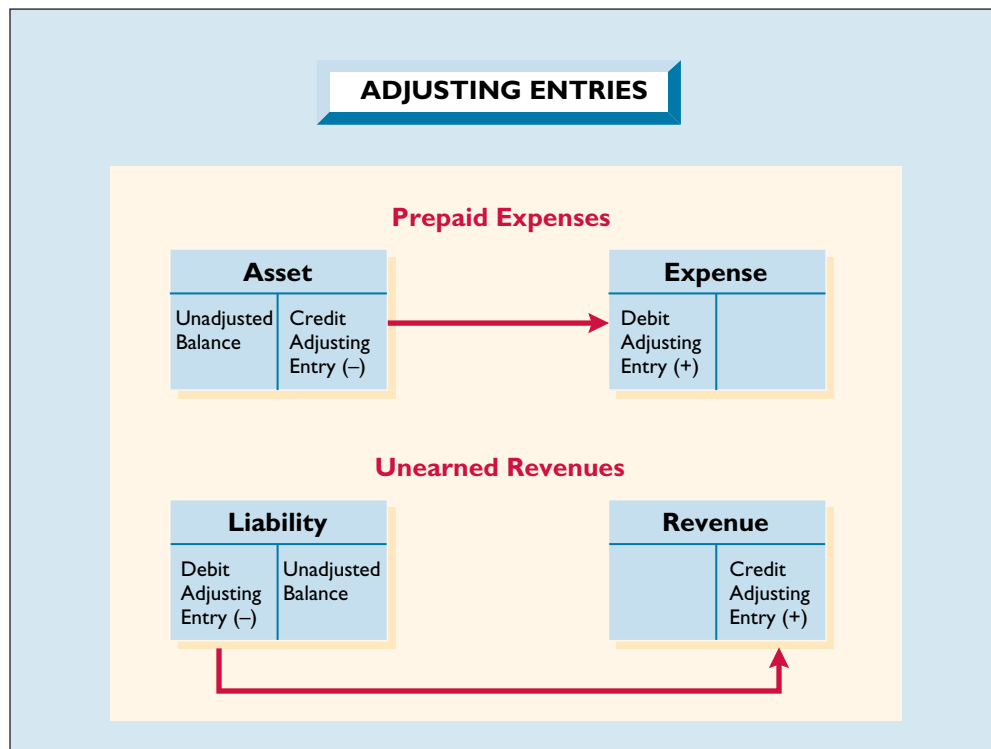 ADJUSTING ENTRIES
Prepaid Expenses
Asset
Unadjusted
Balance
Credit
Adjusting
Entry (–)
Expense
Debit
Adjusting
Entry (+)
Unearned Revenues
Liability
Debit
Adjusting
Entry (–)
Unadjusted
Balance
Revenue
Credit
Adjusting
Entry (+)